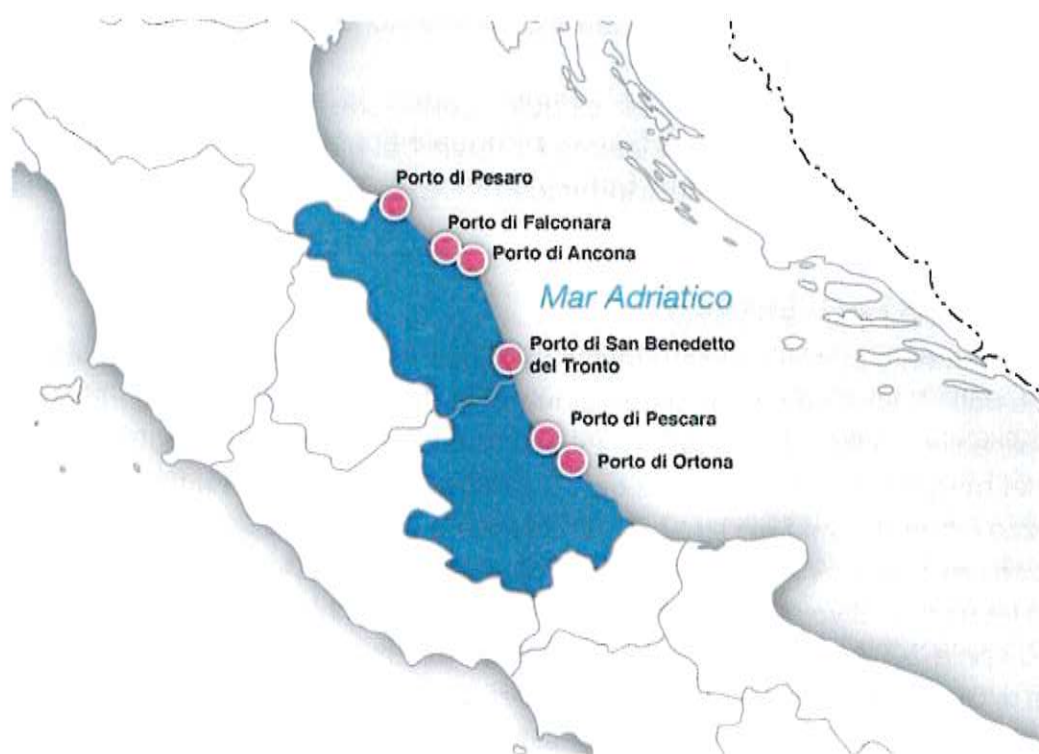 Porto di Pesaro
Porto di Falconara
Porto di Ancona
Mar Adriatico
Porto di San Benedetto
del Tronto
Porto di Pescara
Porto di Ortona